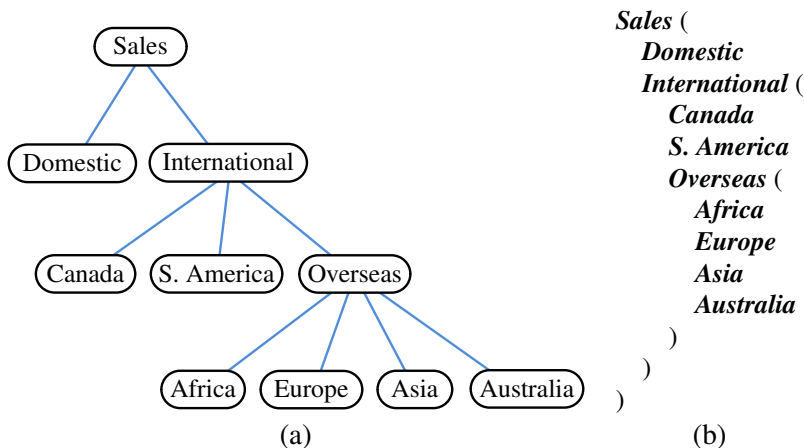 Sales
Domestic International
Canada S. America Overseas
Africa Europe Asia Australia
(a)
Sales (
Domestic
International (
Canada
S. America
Overseas (
Africa
Europe
Asia
Australia
)
)
)
(b)